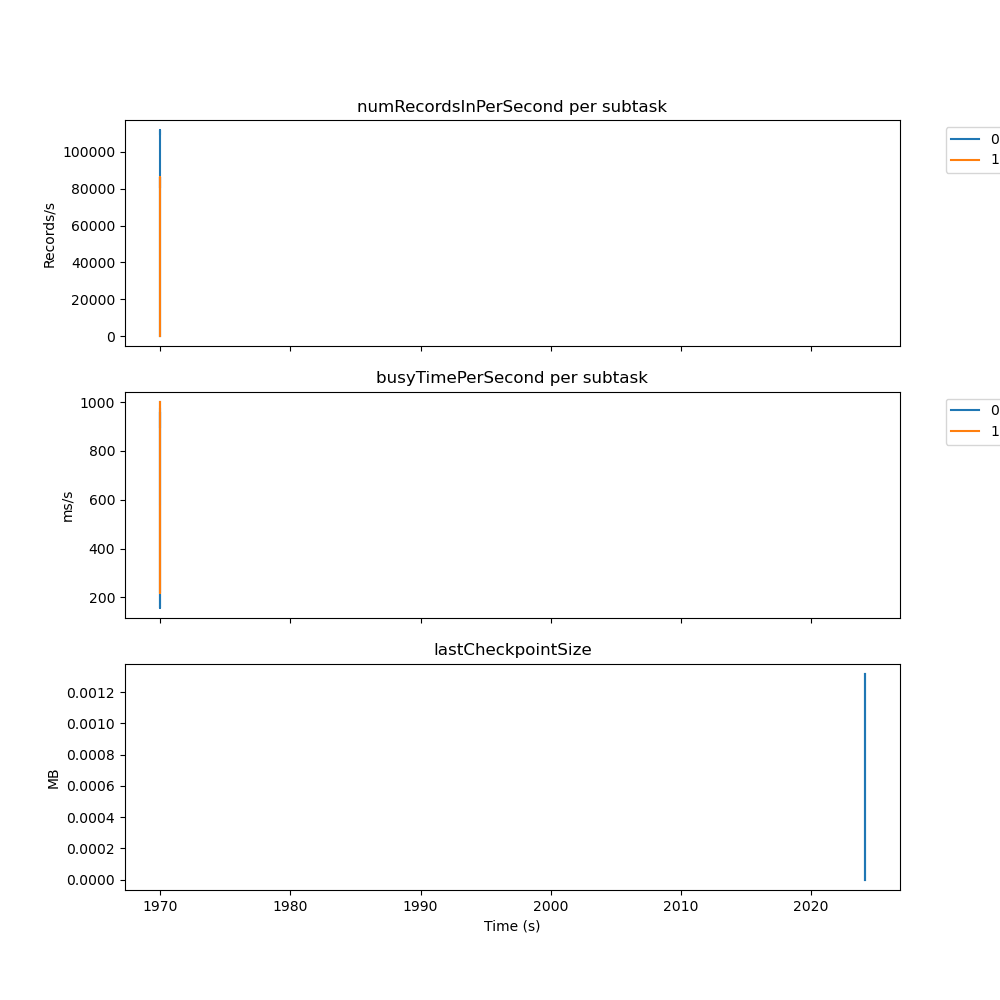 numRecordsInPerSecond per subtask
100000
80000
60000
40000
20000
0
Records/s
0
1
busyTimePerSecond per subtask
1000
800
600
400
200
ms/s
0
1
lastCheckpointSize
0.0012
0.0010
0.0008
0.0006
0.0004
0.0002
0.0000
MB
1970 1980 1990 2000 2010 2020
Time (s)